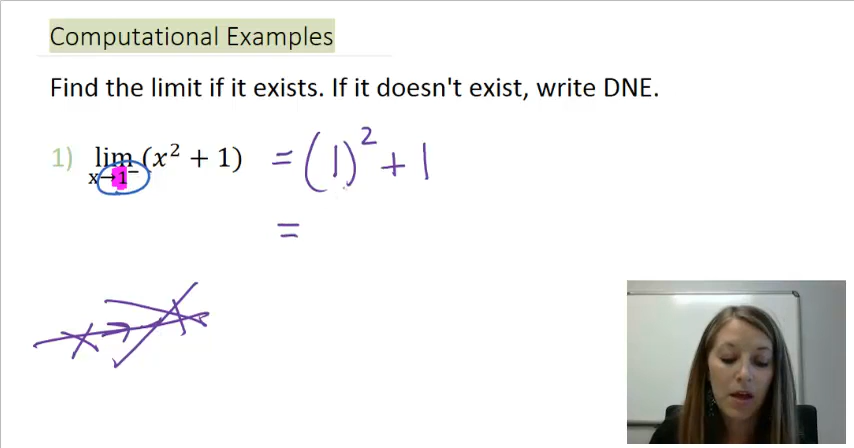 Computational Examples
Find the limit if it exists. If it doesn't exist, write DNE.
1) lim (x² + 1) = (1)² + 1
x→1⁻
=